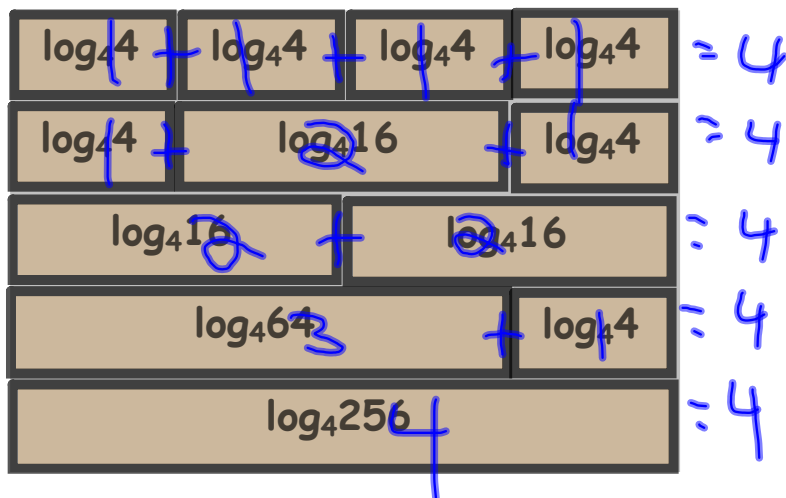 log₄4 1 + log₄4 1 + log₄4 1 + log₄4 1 = 4
log₄4 1 + log₄16 2 + log₄4 1 = 4
log₄16 2 + log₄16 2 = 4
log₄64 3 + log₄4 1 = 4
log₄256 4 = 4